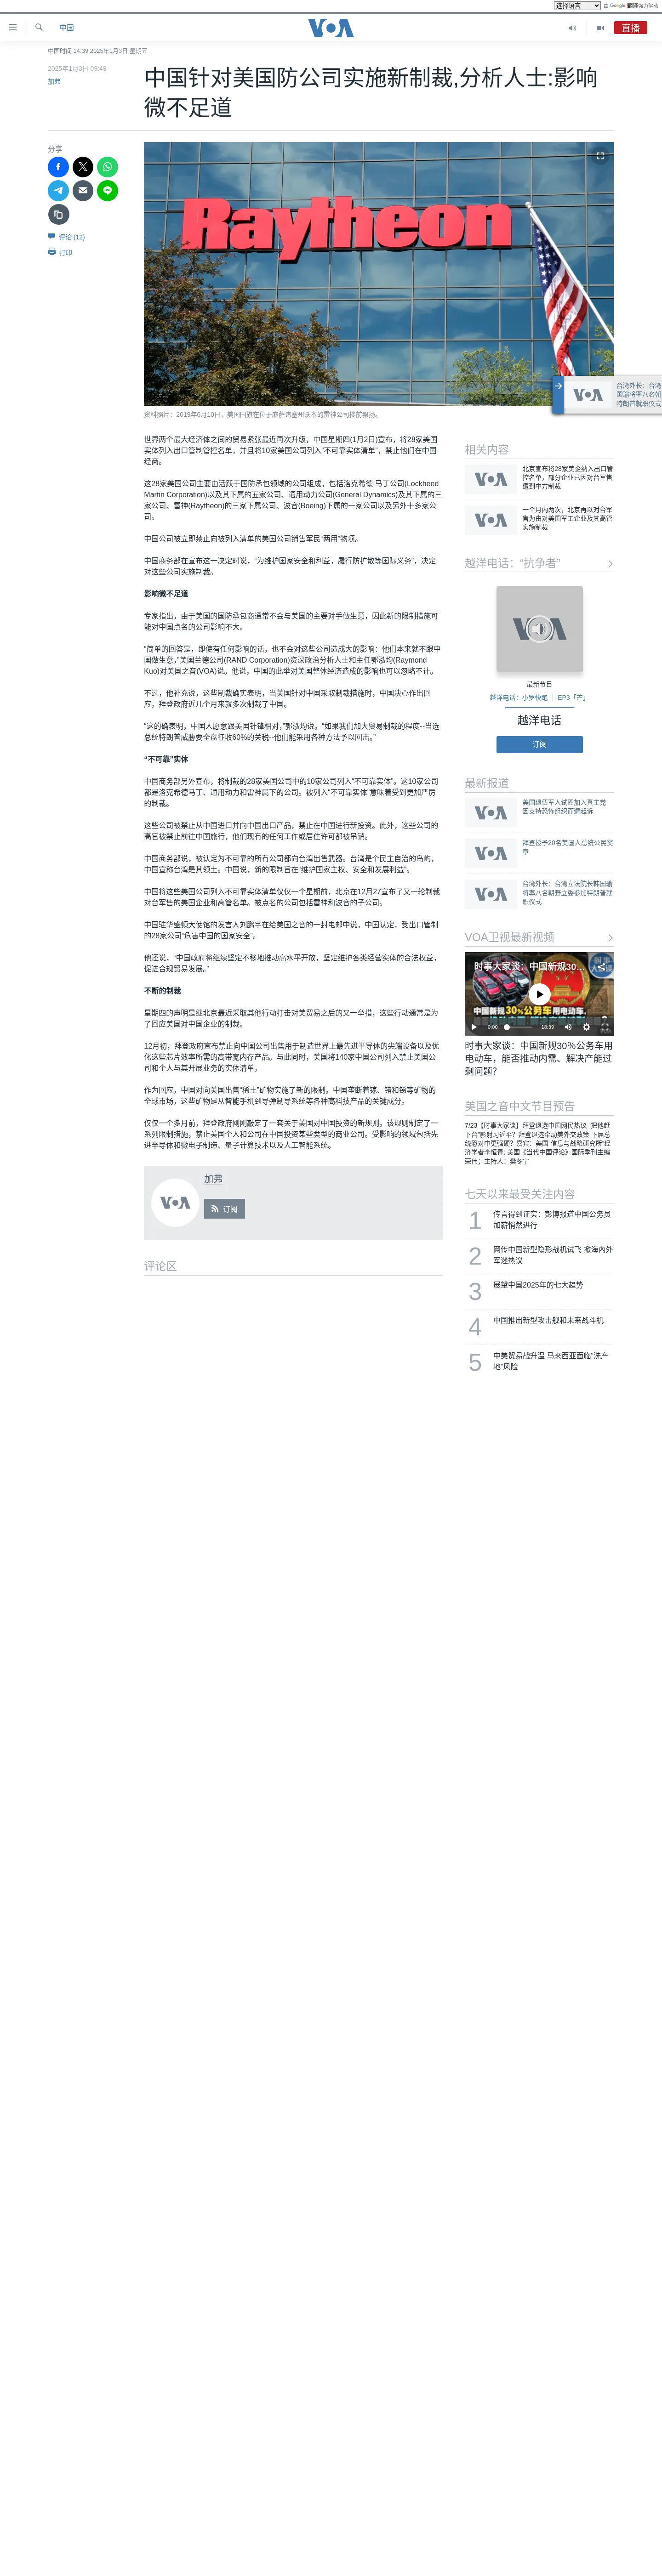 选择语言
由 Google 翻译强力驱动
中国
VOA
直播
中国时间 14:39 2025年1月3日 星期五
2025年1月3日 09:49
加弗
中国针对美国防公司实施新制裁,分析人士:影响
微不足道
分享
评论 (12)
打印
Raytheon
资料照片：2019年6月10日，美国国旗在位于麻萨诸塞州沃本的雷神公司楼前飘扬。
台湾外长：台湾
国瑜将率八名朝
特朗普就职仪式
世界两个最大经济体之间的贸易紧张最近再次升级，中国星期四(1月2日)宣布，将28家美国
实体列入出口管制管控名单，并且将10家美国公司列入“不可靠实体清单”，禁止他们在中国
经商。
这28家美国公司主要由活跃于国防承包领域的公司组成，包括洛克希德·马丁公司(Lockheed
Martin Corporation)以及其下属的五家公司、通用动力公司(General Dynamics)及其下属的三
家公司、雷神(Raytheon)的三家下属公司、波音(Boeing)下属的一家公司以及另外十多家公
司。
中国公司被立即禁止向被列入清单的美国公司销售军民“两用”物项。
中国商务部在宣布这一决定时说，“为维护国家安全和利益，履行防扩散等国际义务”，决定
对这些公司实施制裁。
影响微不足道
专家指出，由于美国的国防承包商通常不会与美国的主要对手做生意，因此新的限制措施可
能对中国点名的公司影响不大。
“简单的回答是，即使有任何影响的话，也不会对这些公司造成大的影响：他们本来就不跟中
国做生意，”美国兰德公司(RAND Corporation)资深政治分析人士和主任郭泓均(Raymond
Kuo)对美国之音(VOA)说。他说，中国的此举对美国整体经济造成的影响也可以忽略不计。
不过，他补充说，这些制裁确实表明，当美国针对中国采取制裁措施时，中国决心作出回
应。拜登政府近几个月来就多次制裁了中国。
“这的确表明，中国人愿意跟美国针锋相对，”郭泓均说。“如果我们加大贸易制裁的程度--当选
总统特朗普威胁要全盘征收60%的关税--他们能采用各种方法予以回击。”
“不可靠”实体
中国商务部另外宣布，将制裁的28家美国公司中的10家公司列入“不可靠实体”。这10家公司
都是洛克希德马丁、通用动力和雷神属下的公司。被列入“不可靠实体”意味着受到更加严厉
的制裁。
这些公司被禁止从中国进口并向中国出口产品，禁止在中国进行新投资。此外，这些公司的
高官被禁止前往中国旅行，他们现有的任何工作或居住许可都被吊销。
中国商务部说，被认定为不可靠的所有公司都向台湾出售武器。台湾是个民主自治的岛屿，
中国宣称台湾是其领土。中国说，新的限制旨在“维护国家主权、安全和发展利益”。
中国将这些美国公司列入不可靠实体清单仅仅一个星期前，北京在12月27宣布了又一轮制裁
对台军售的美国企业和高管名单。被点名的公司包括雷神和波音的子公司。
中国驻华盛顿大使馆的发言人刘鹏宇在给美国之音的一封电邮中说，中国认定，受出口管制
的28家公司“危害中国的国家安全”。
他还说，“中国政府将继续坚定不移地推动高水平开放，坚定维护各类经营实体的合法权益，
促进合规贸易发展。”
不断的制裁
星期四的声明是继北京最近采取其他行动打击对美贸易之后的又一举措，这些行动通常是为
了回应美国对中国企业的制裁。
12月初，拜登政府宣布禁止向中国公司出售用于制造世界上最先进半导体的尖端设备以及优
化这些芯片效率所需的高带宽内存产品。与此同时，美国将140家中国公司列入禁止美国公
司和个人与其开展业务的实体清单。
作为回应，中国对向美国出售“稀土”矿物实施了新的限制。中国垄断着镓、锗和锑等矿物的
全球市场，这些矿物是从智能手机到导弹制导系统等各种高科技产品的关键成分。
仅仅一个多月前，拜登政府刚刚敲定了一套关于美国对中国投资的新规则。该规则制定了一
系列限制措施，禁止美国个人和公司在中国投资某些类型的商业公司。受影响的领域包括先
进半导体和微电子制造、量子计算技术以及人工智能系统。
VOA
加弗
订阅
评论区
相关内容
VOA
北京宣布将28家美企纳入出口管
控名单，部分企业已因对台军售
遭到中方制裁
VOA
一个月内两次，北京再以对台军
售为由对美国军工企业及其高管
实施制裁
越洋电话：“抗争者”
VOA
最新节目
越洋电话：小梦快跑 ｜ EP3「芒」
越洋电话
订阅
最新报道
VOA
美国退伍军人试图加入真主党
因支持恐怖组织而遭起诉
VOA
拜登授予20名美国人总统公民奖
章
VOA
台湾外长：台湾立法院长韩国瑜
将率八名朝野立委参加特朗普就
职仪式
VOA卫视最新视频
时事大家谈：中国新规30...
中国新规30%公务车用电动车,
0:00
18:39
时事大家谈：中国新规30％公务车用
电动车，能否推动内需、解决产能过
剩问题?
美国之音中文节目预告
7/23【时事大家谈】拜登退选中国网民热议 “把他赶
下台”影射习近平？拜登退选牵动美外交政策 下届总
统恐对中更强硬？嘉宾：美国“信息与战略研究所”经
济学者李恒青; 美国《当代中国评论》国际季刊主编
荣伟；主持人：樊冬宁
七天以来最受关注内容
1
传言得到证实：彭博报道中国公务员
加薪悄然进行
2
网传中国新型隐形战机试飞 掀海内外
军迷热议
3
展望中国2025年的七大趋势
4
中国推出新型攻击舰和未来战斗机
5
中美贸易战升温 马来西亚面临“洗产
地”风险